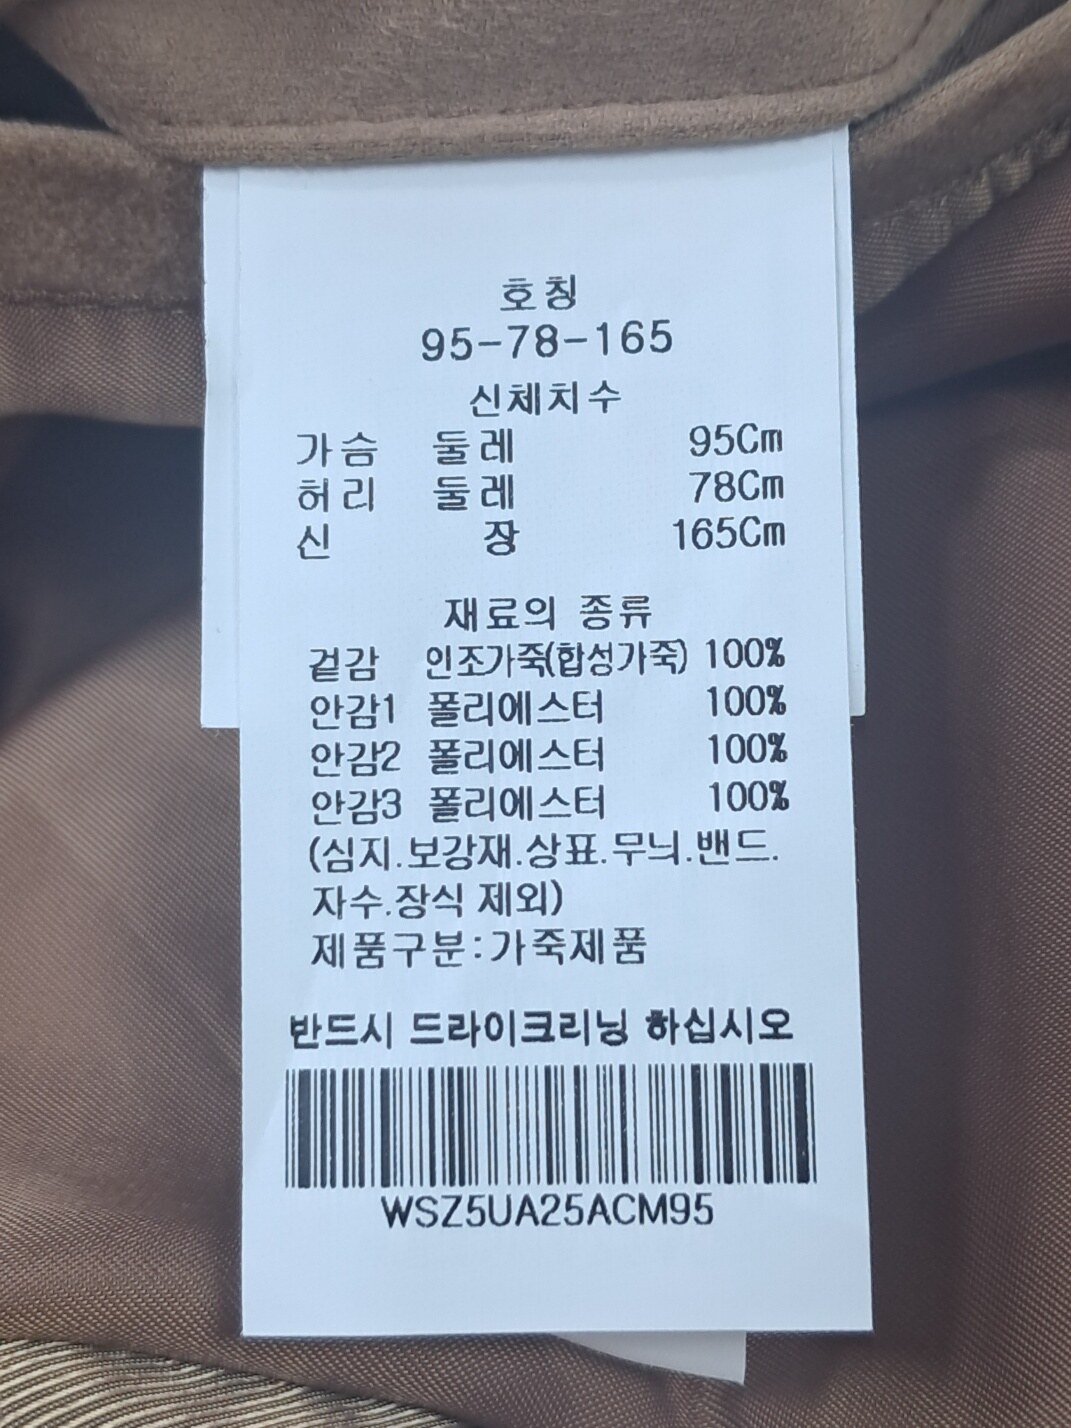 호칭
95-78-165
신체치수
가슴 둘레 95Cm
허리 둘레 78Cm
신 장 165Cm
재료의 종류
겉감 인조가죽(합성가죽) 100%
안감1 폴리에스터 100%
안감2 폴리에스터 100%
안감3 폴리에스터 100%
(심지.보강재.상표.무늬.밴드.
자수.장식 제외)
제품구분:가죽제품
반드시 드라이크리닝 하십시오
WSZ5UA25ACM95